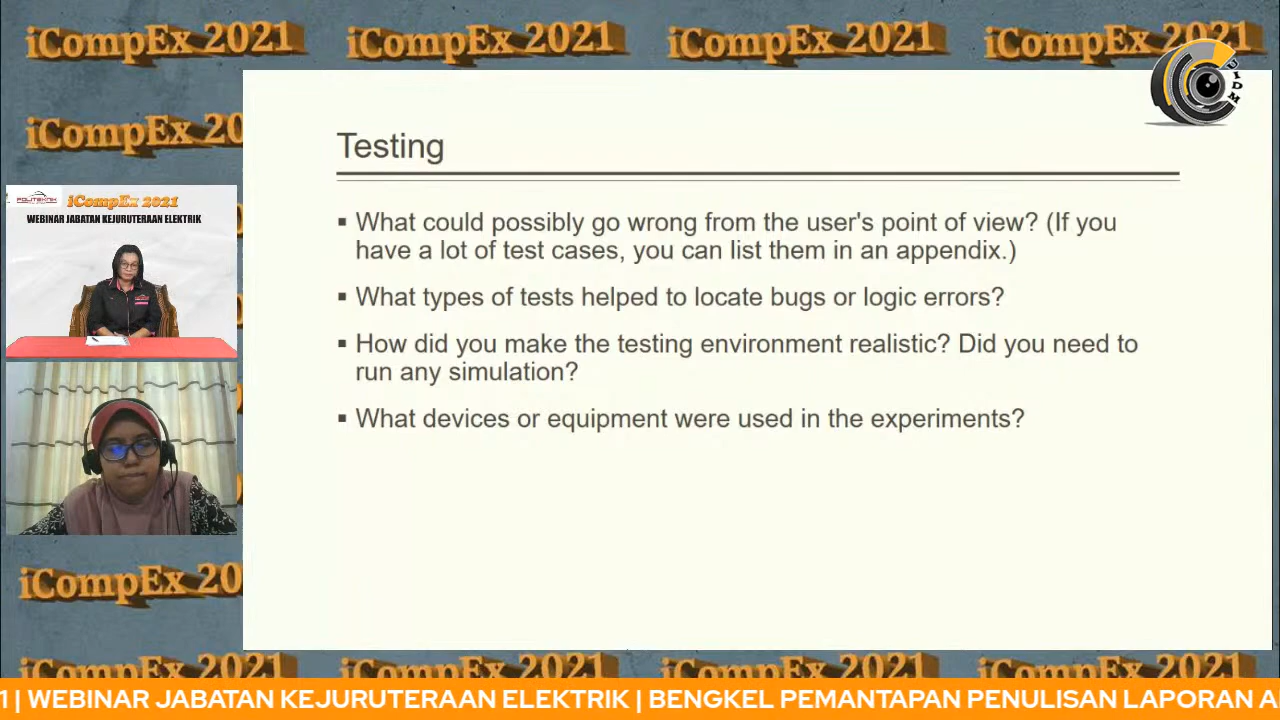 iCompEx 2021 iCompEx 2021 iCompEx 2021 iCompEx 2021
UIDM
iCompEx 20
Testing
▪ What could possibly go wrong from the user's point of view? (If you
have a lot of test cases, you can list them in an appendix.)
▪ What types of tests helped to locate bugs or logic errors?
▪ How did you make the testing environment realistic? Did you need to
run any simulation?
▪ What devices or equipment were used in the experiments?
POLITEKNIK
iCompEx 2021
WEBINAR JABATAN KEJURUTERAAN ELEKTRIK
iCompEx 20
iCompEx 2021 iCompEx 2021 iCompEx 2021 iCompEx 2021
1 | WEBINAR JABATAN KEJURUTERAAN ELEKTRIK | BENGKEL PEMANTAPAN PENULISAN LAPORAN A